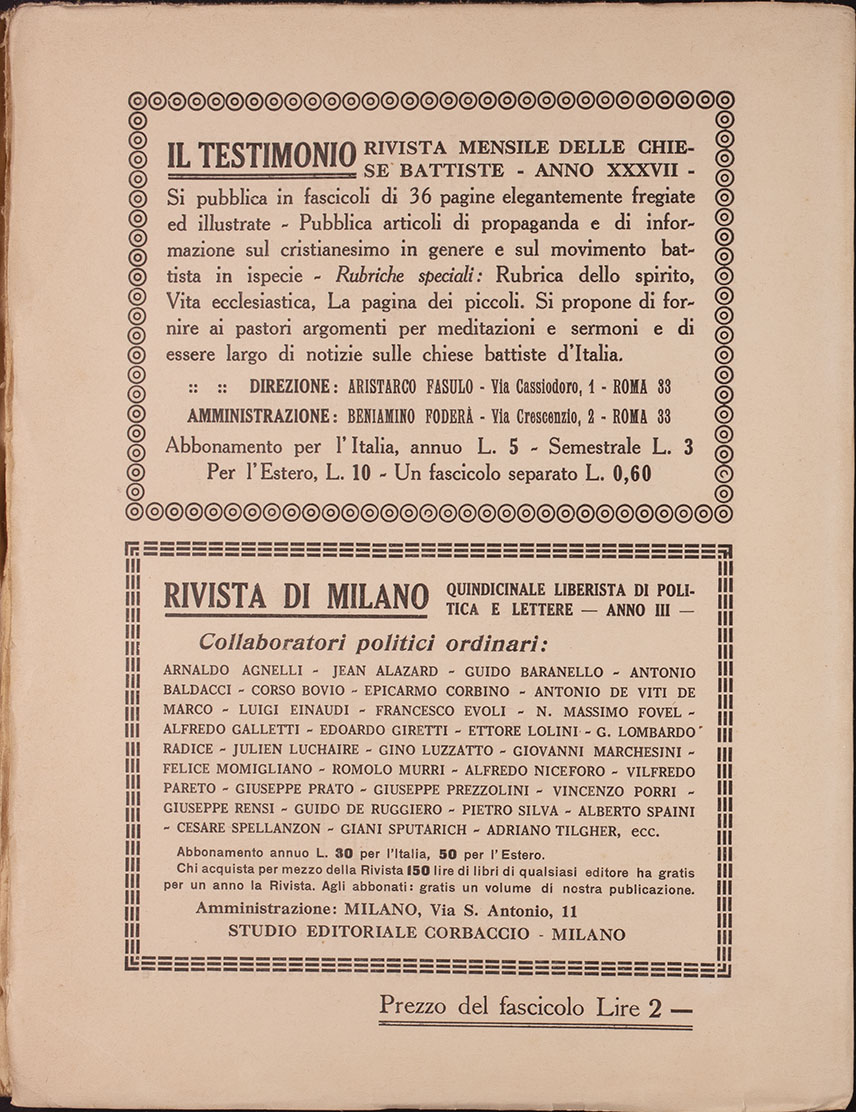 IL TESTIMONIO RIVISTA MENSILE DELLE CHIE-
SE BATTISTE - ANNO XXXVII -
Si pubblica in fascicoli di 36 pagine elegantemente fregiate
ed illustrate - Pubblica articoli di propaganda e di infor-
mazione sul cristianesimo in genere e sul movimento bat-
tista in ispecie - Rubriche speciali: Rubrica dello spirito,
Vita ecclesiastica, La pagina dei piccoli. Si propone di for-
nire ai pastori argomenti per meditazioni e sermoni e di
essere largo di notizie sulle chiese battiste d'Italia.
:: :: DIREZIONE: ARISTARCO FASULO - Via Cassiodoro, 1 - ROMA 33
AMMINISTRAZIONE: BENIAMINO FODERÀ - Via Crescenzio, 2 - ROMA 33
Abbonamento per l'Italia, annuo L. 5 - Semestrale L. 3
Per l'Estero, L. 10 - Un fascicolo separato L. 0,60
RIVISTA DI MILANO QUINDICINALE LIBERISTA DI POLI-
TICA E LETTERE — ANNO III —
Collaboratori politici ordinari:
ARNALDO AGNELLI - JEAN ALAZARD - GUIDO BARANELLO - ANTONIO
BALDACCI - CORSO BOVIO - EPICARMO CORBINO - ANTONIO DE VITI DE
MARCO - LUIGI EINAUDI - FRANCESCO EVOLI - N. MASSIMO FOVEL -
ALFREDO GALLETTI - EDOARDO GIRETTI - ETTORE LOLINI - G. LOMBARDO
RADICE - JULIEN LUCHAIRE - GINO LUZZATTO - GIOVANNI MARCHESINI -
FELICE MOMIGLIANO - ROMOLO MURRI - ALFREDO NICEFORO - VILFREDO
PARETO - GIUSEPPE PRATO - GIUSEPPE PREZZOLINI - VINCENZO PORRI -
GIUSEPPE RENSI - GUIDO DE RUGGIERO - PIETRO SILVA - ALBERTO SPAINI
- CESARE SPELLANZON - GIANI SPUTARICH - ADRIANO TILGHER, ecc.
Abbonamento annuo L. 30 per l'Italia, 50 per l'Estero.
Chi acquista per mezzo della Rivista 150 lire di libri di qualsiasi editore ha gratis
per un anno la Rivista. Agli abbonati: gratis un volume di nostra publicazione.
Amministrazione: MILANO, Via S. Antonio, 11
STUDIO EDITORIALE CORBACCIO - MILANO
Prezzo del fascicolo Lire 2 —